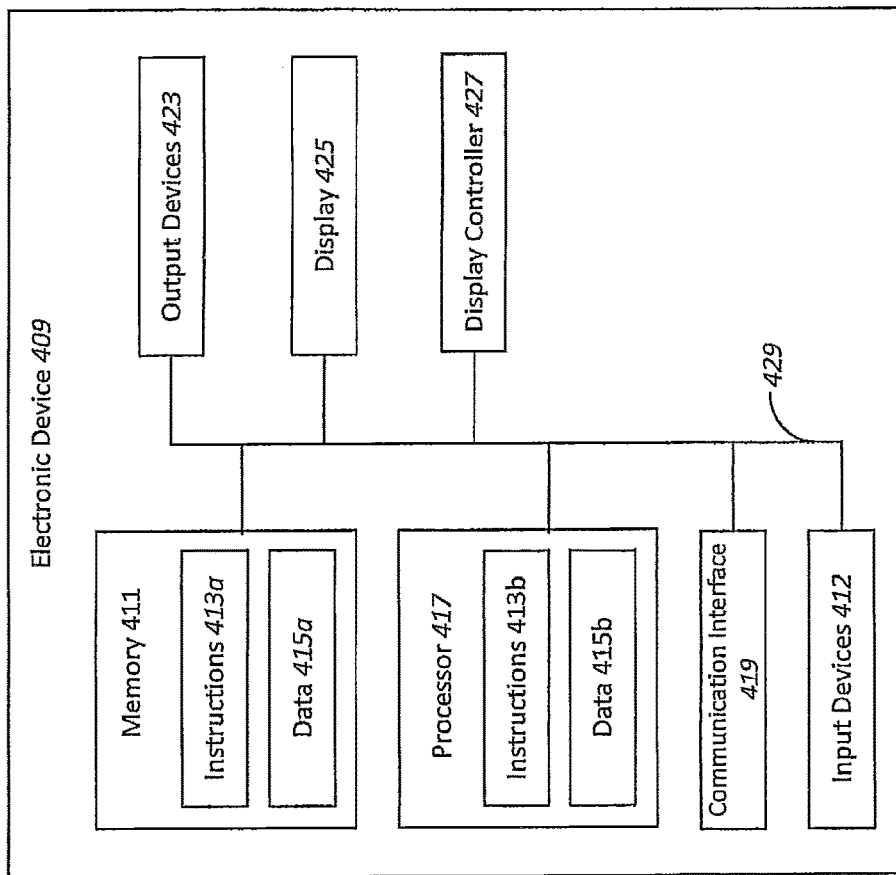 Electronic Device 409
Memory 411
Instructions 413a
Data 415a
Processor 417
Instructions 413b
Data 415b
Communication Interface
419
Input Devices 412
Output Devices 423
Display 425
Display Controller 427
429